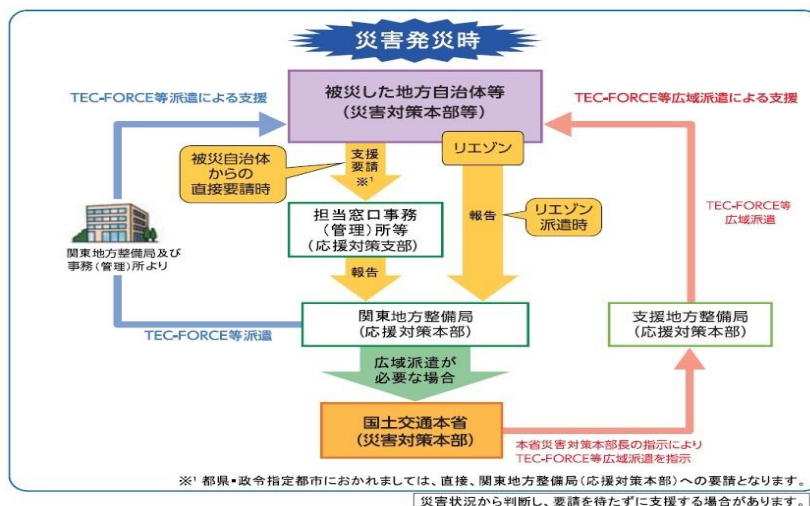 災害発災時
TEC-FORCE等派遣による支援
被災した地方自治体等
(災害対策本部等)
TEC-FORCE等広域派遣による支援
被災自治体
からの
直接要請時
支援
要請
※1
リエゾン
担当窓口事務
(管理)所等
(応援対策支部)
報告
リエゾン
派遣時
TEC-FORCE等
広域派遣
関東地方整備局及び
事務(管理)所より
報告
TEC-FORCE等派遣
関東地方整備局
(応援対策本部)
支援地方整備局
(応援対策本部)
広域派遣が
必要な場合
国土交通本省
(災害対策本部)
本省災害対策本部長の指示により
TEC-FORCE等広域派遣を指示
※1 都県・政令指定都市におかれましては、直接、関東地方整備局(応援対策本部)への要請となります。
災害状況から判断し、要請を待たずに支援する場合があります。